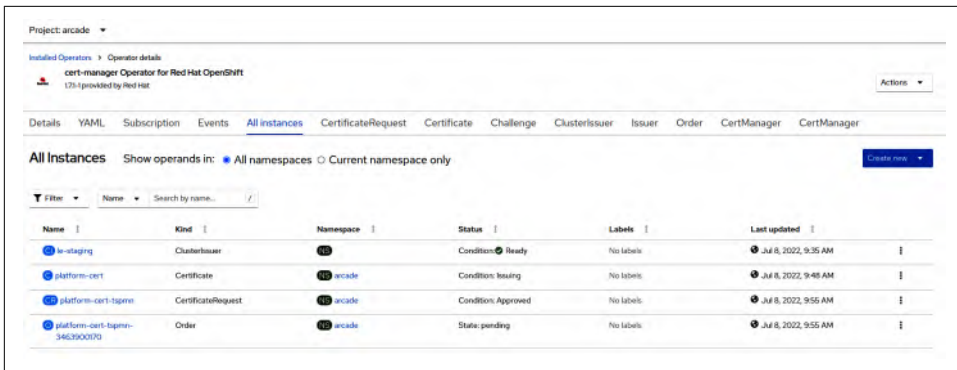 Project: arcade
Installed Operators > Operator details
cert-manager Operator for Red Hat OpenShift
1.7.1-1 provided by Red Hat
Actions
Details YAML Subscription Events All instances CertificateRequest Certificate Challenge ClusterIssuer Issuer Order CertManager CertManager
All Instances Show operands in: All namespaces Current namespace only
Create new
Filter Name Search by name... /
Name Kind Namespace Status Labels Last updated
CI le-staging ClusterIssuer NS Condition: Ready No labels Jul 8, 2022, 9:35 AM
C platform-cert Certificate NS arcade Condition: Issuing No labels Jul 8, 2022, 9:48 AM
CR platform-cert-tspmn CertificateRequest NS arcade Condition: Approved No labels Jul 8, 2022, 9:55 AM
O platform-cert-tspmn- Order NS arcade State: pending No labels Jul 8, 2022, 9:55 AM
3463900170